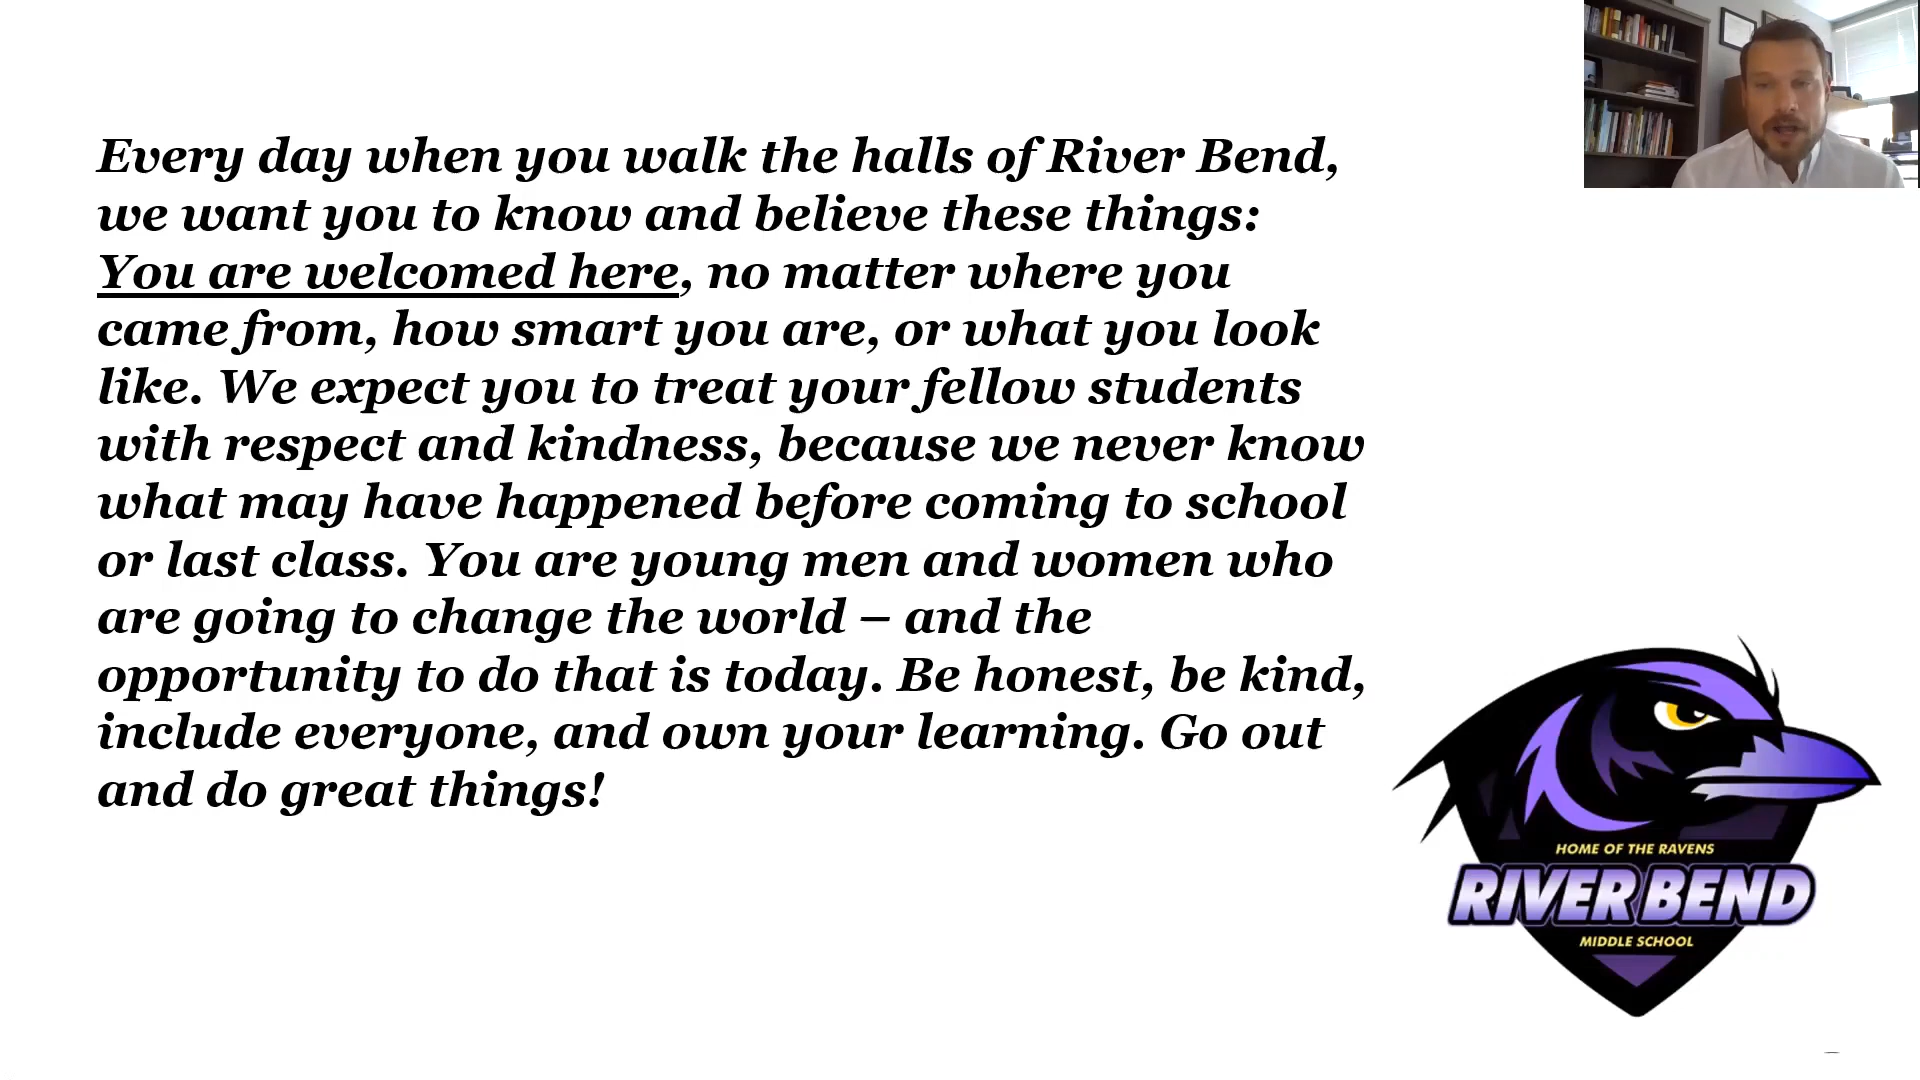 Every day when you walk the halls of River Bend,
we want you to know and believe these things:
You are welcomed here, no matter where you
came from, how smart you are, or what you look
like. We expect you to treat your fellow students
with respect and kindness, because we never know
what may have happened before coming to school
or last class. You are young men and women who
are going to change the world – and the
opportunity to do that is today. Be honest, be kind,
include everyone, and own your learning. Go out
and do great things!
HOME OF THE RAVENS
RIVER BEND
MIDDLE SCHOOL